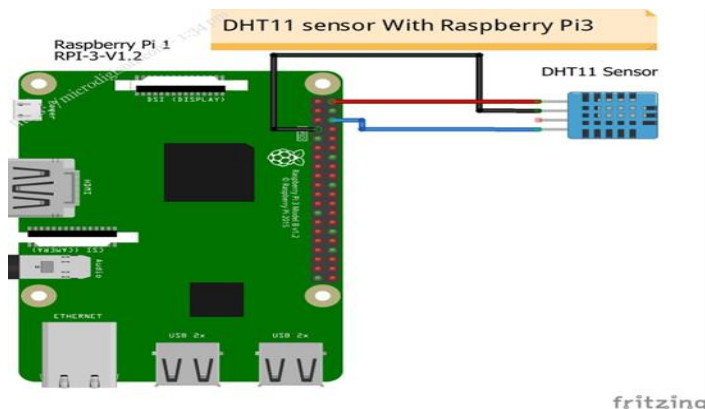 DHT11 sensor With Raspberry Pi3
Raspberry Pi 1
RPI-3-V1.2
DHT11 Sensor
DSI (DISPLAY)
Power
HDMI
Raspberry Pi 3 Model B v1.2
© Raspberry Pi 2015
CSI (CAMERA)
Audio
ETHERNET
USB 2x
USB 2x
fritzing